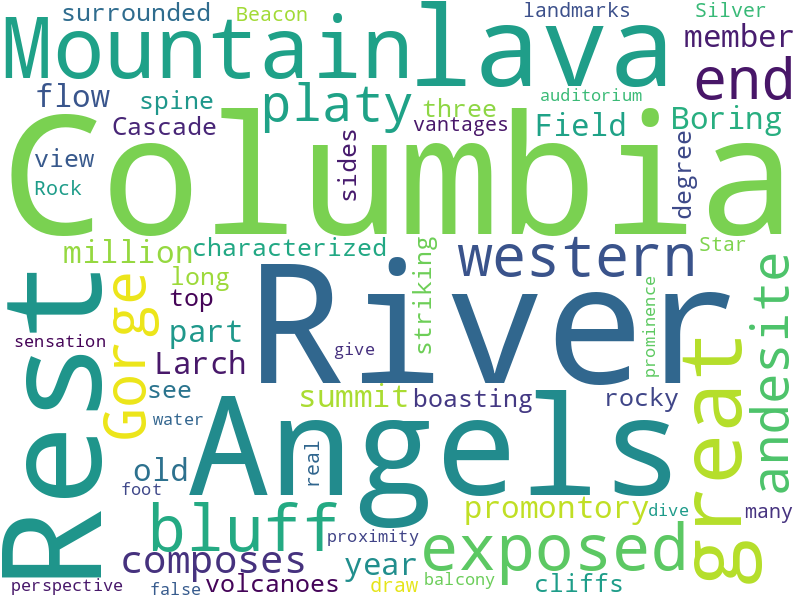 surrounded
Beacon
landmarks
Silver
Mountain
lava
member
end
flow
spine
platy
three
auditorium
Cascade
vantages
Field
Boring
Columbia
view
Rock
sides
degree
million
characterized
western
Star
long
top
striking
Rest
Gorge
River
andesite
sensation
part
Larch
give
prominence
great
see
summit
boasting
rocky
water
Angels
old
real
foot
promontory
dive
many
bluff
proximity
exposed
composes
year
perspective
false
volcanoes
draw
balcony
cliffs